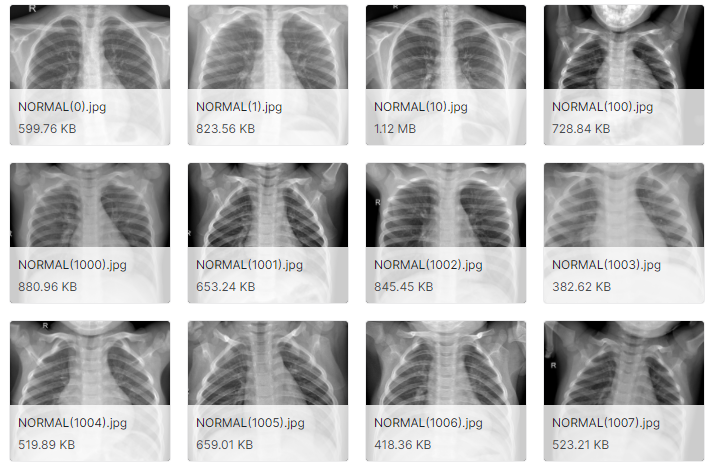 R
R
NORMAL(0).jpg
599.76 KB
NORMAL(1).jpg
823.56 KB
NORMAL(10).jpg
1.12 MB
NORMAL(100).jpg
728.84 KB
R
NORMAL(1000).jpg
880.96 KB
NORMAL(1001).jpg
653.24 KB
NORMAL(1002).jpg
845.45 KB
NORMAL(1003).jpg
382.62 KB
R
R
NORMAL(1004).jpg
519.89 KB
NORMAL(1005).jpg
659.01 KB
NORMAL(1006).jpg
418.36 KB
NORMAL(1007).jpg
523.21 KB